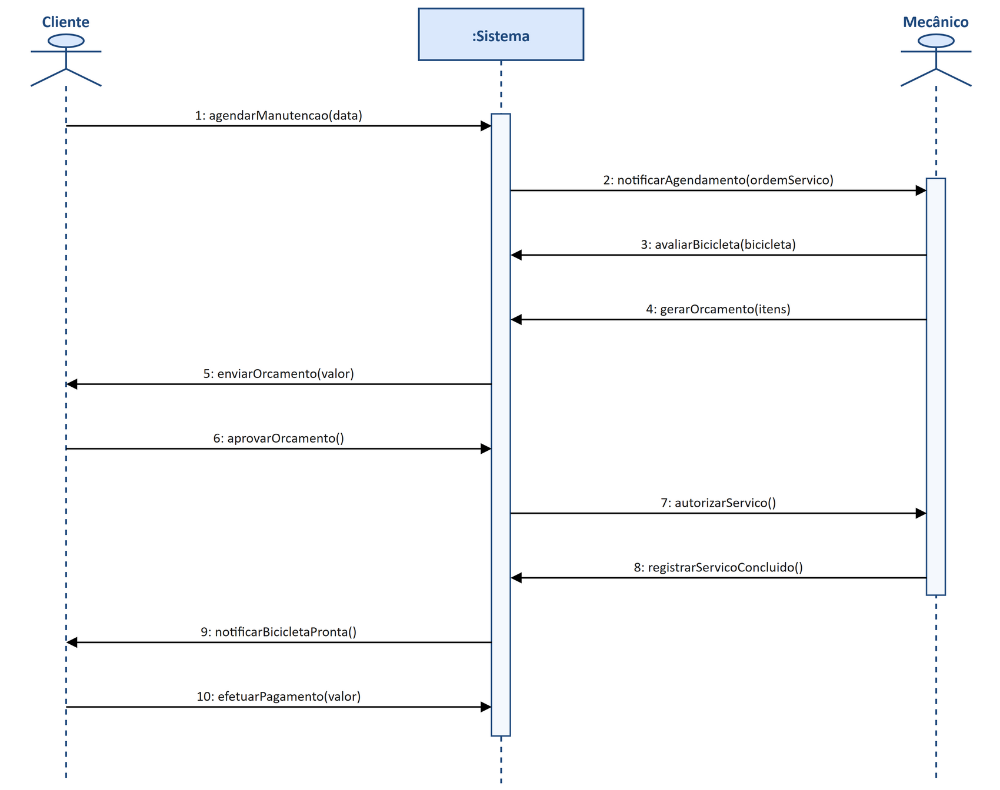 Cliente
:Sistema
Mecânico
1: agendarManutencao(data)
2: notificarAgendamento(ordemServico)
3: avaliarBicicleta(bicicleta)
4: gerarOrcamento(itens)
5: enviarOrcamento(valor)
6: aprovarOrcamento()
7: autorizarServico()
8: registrarServicoConcluido()
9: notificarBicicletaPronta()
10: efetuarPagamento(valor)